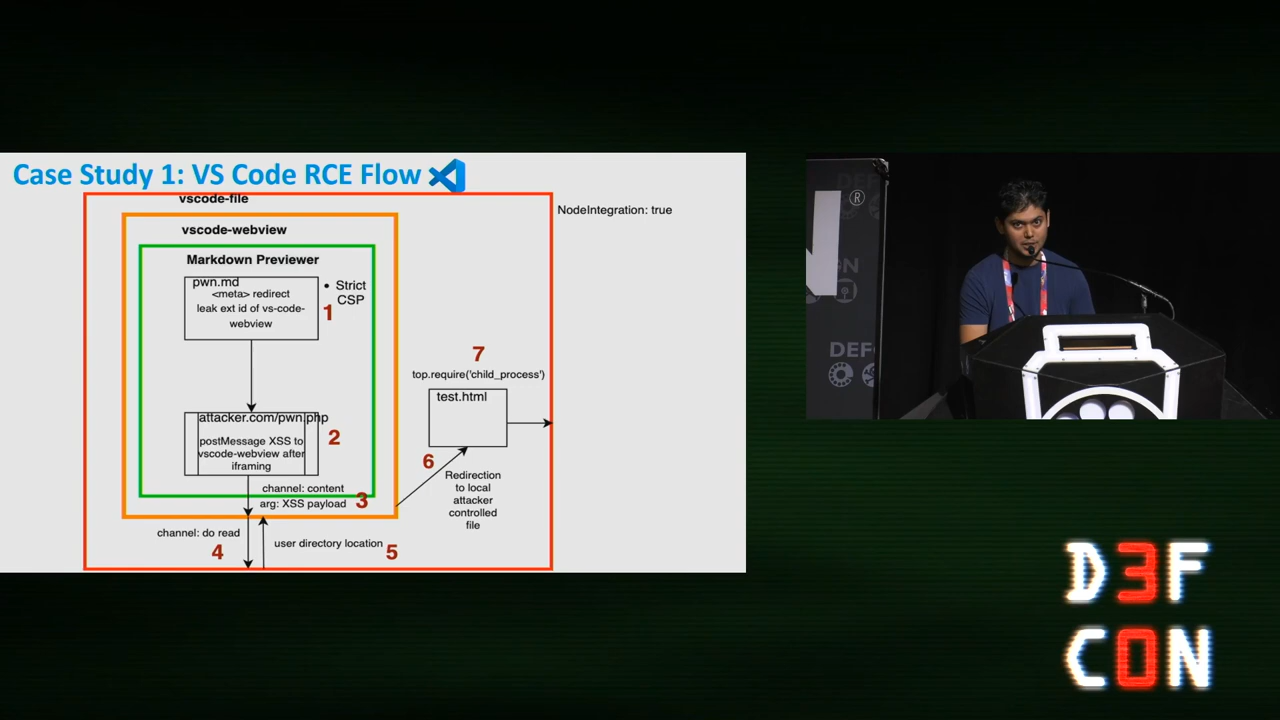 Case Study 1: VS Code RCE Flow
vscode-file
NodeIntegration: true
vscode-webview
Markdown Previewer
pwn.md
<meta> redirect
leak ext id of vs-code-
webview
• Strict
CSP
1
attacker.com/pwn.php
postMessage XSS to
vscode-webview after
iframing
2
channel: content
arg: XSS payload
3
channel: do read
4
user directory location
5
6
Redirection
to local
attacker
controlled
file
7
top.require('child_process')
test.html
®
DEF
D3F
C0N